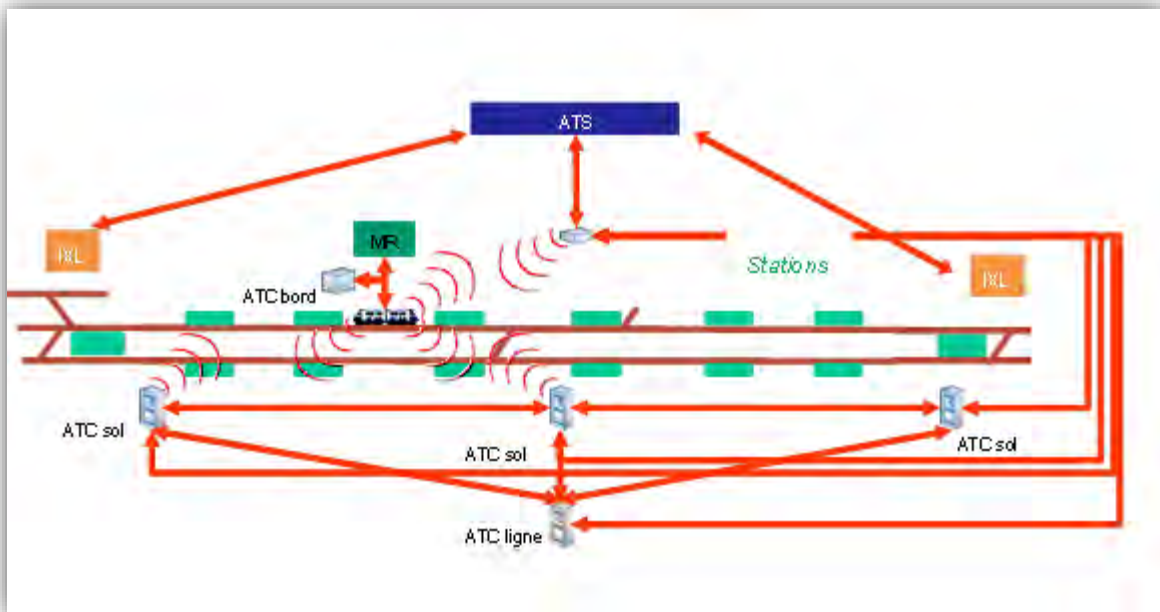 ATS
IXL
MR
Stations
IXL
ATC bord
ATC sol
ATC sol
ATC sol
ATC ligne